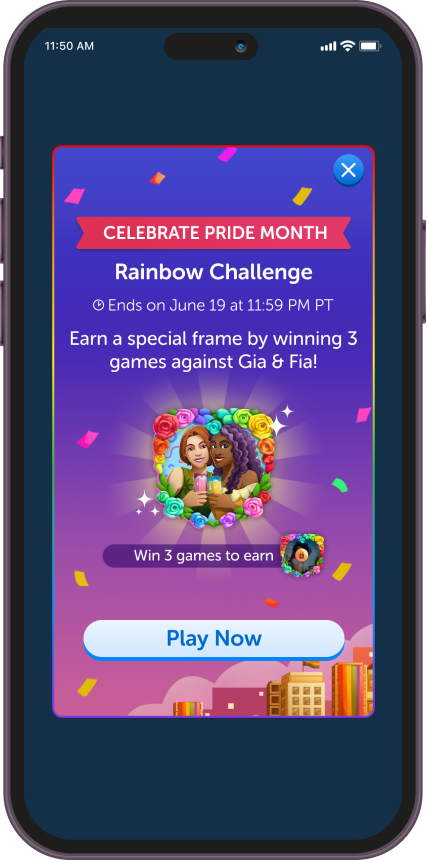 11:50 AM
CELEBRATE PRIDE MONTH
Rainbow Challenge
Ends on June 19 at 11:59 PM PT
Earn a special frame by winning 3
games against Gia & Fia!
Win 3 games to earn
Play Now